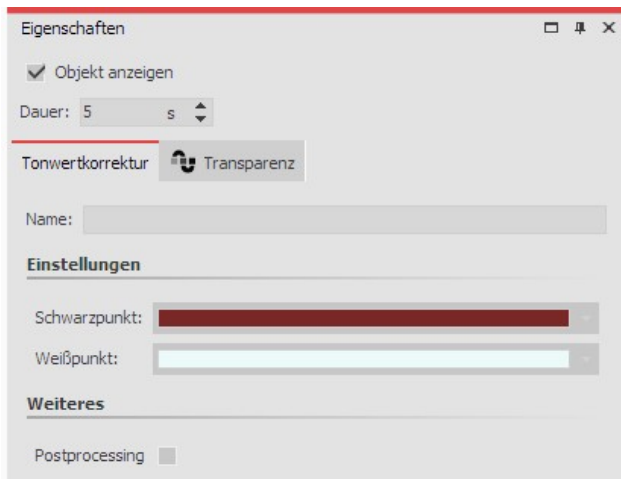 Eigenschaften
Objekt anzeigen
Dauer: 5 s
Tonwertkorrektur Transparenz
Name:
Einstellungen
Schwarzpunkt:
Weißpunkt:
Weiteres
Postprocessing